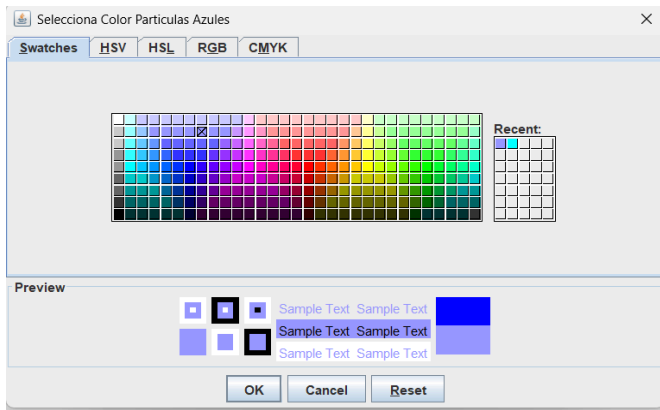 Selecciona Color Particulas Azules
Swatches HSV HSL RGB CMYK
Recent:
Preview
Sample Text Sample Text
Sample Text Sample Text
Sample Text Sample Text
OK Cancel Reset